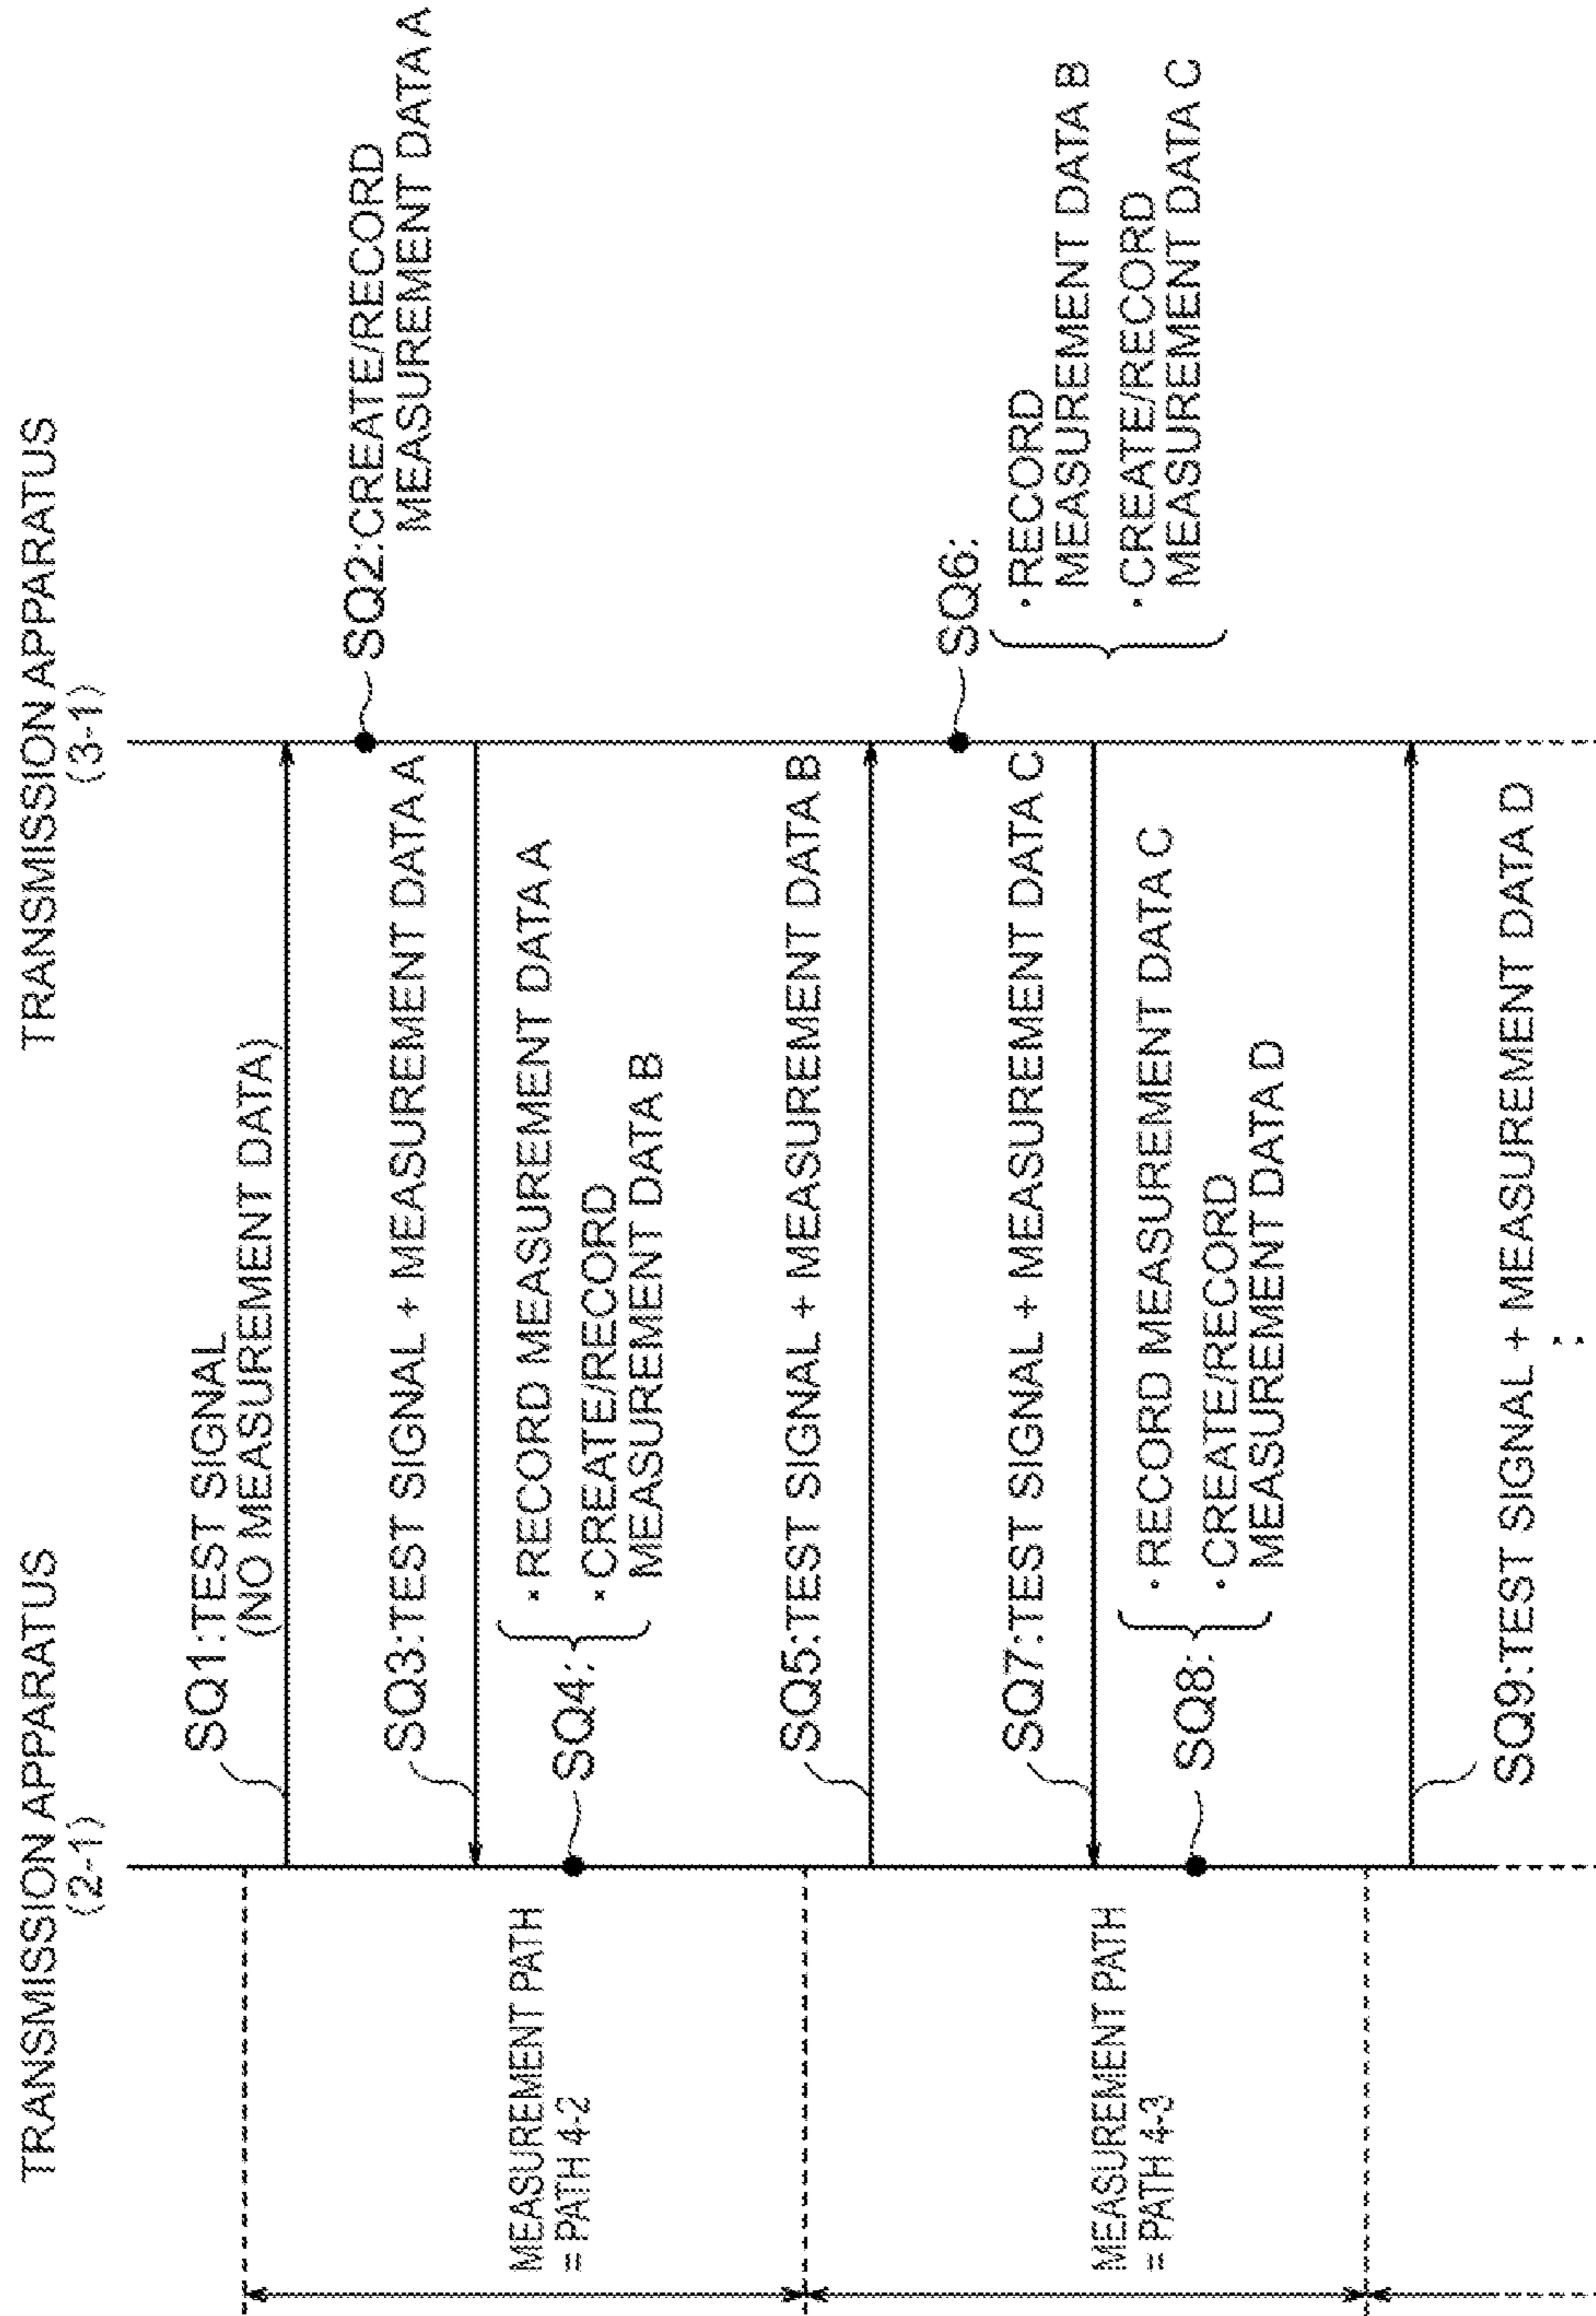 TRANSMISSION APPARATUS
(2-1)
TRANSMISSION APPARATUS
(3-1)
SQ1:TEST SIGNAL
(NO MEASUREMENT DATA)
SQ2:CREATE/RECORD
MEASUREMENT DATA A
SQ3:TEST SIGNAL + MEASUREMENT DATA A
MEASUREMENT PATH
= PATH 4-2
SQ4:
・RECORD MEASUREMENT DATA A
・CREATE/RECORD
MEASUREMENT DATA B
SQ5:TEST SIGNAL + MEASUREMENT DATA B
SQ6:
・RECORD
MEASUREMENT DATA B
・CREATE/RECORD
MEASUREMENT DATA C
SQ7:TEST SIGNAL + MEASUREMENT DATA C
MEASUREMENT PATH
= PATH 4-3
SQ8:
・RECORD MEASUREMENT DATA C
・CREATE/RECORD
MEASUREMENT DATA D
SQ9:TEST SIGNAL + MEASUREMENT DATA D
: